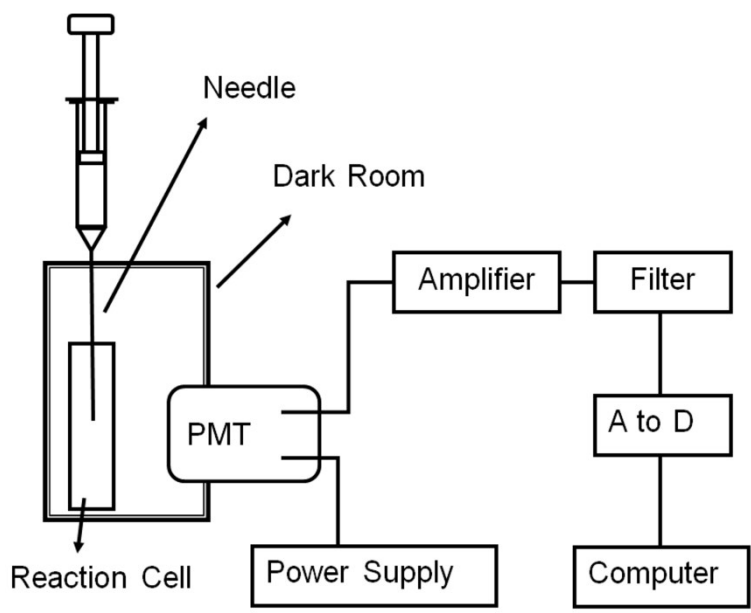 Needle
Dark Room
Amplifier
Filter
PMT
A to D
Reaction Cell
Power Supply
Computer